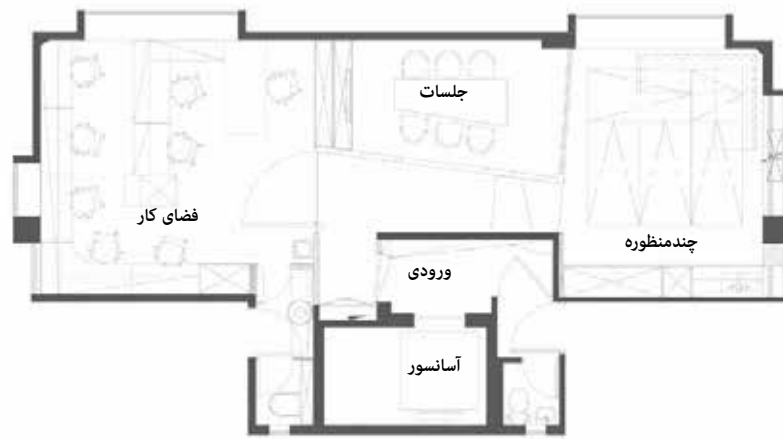 جلسات
فضای کار
چندمنظوره
ورودی
آسانسور